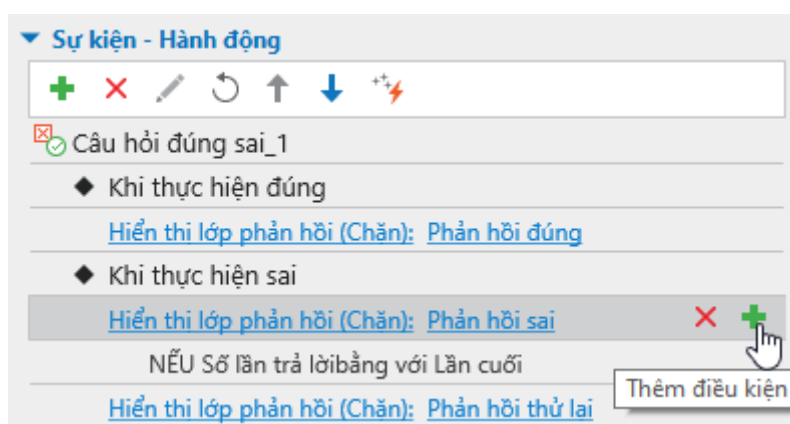 Sự kiện - Hành động
Câu hỏi đúng sai_1
Khi thực hiện đúng
Hiển thị lớp phản hồi (Chặn): Phản hồi đúng
Khi thực hiện sai
Hiển thị lớp phản hồi (Chặn): Phản hồi sai
NẾU Số lần trả lờibằng với Lần cuối
Thêm điều kiện
Hiển thị lớp phản hồi (Chặn): Phản hồi thử lại